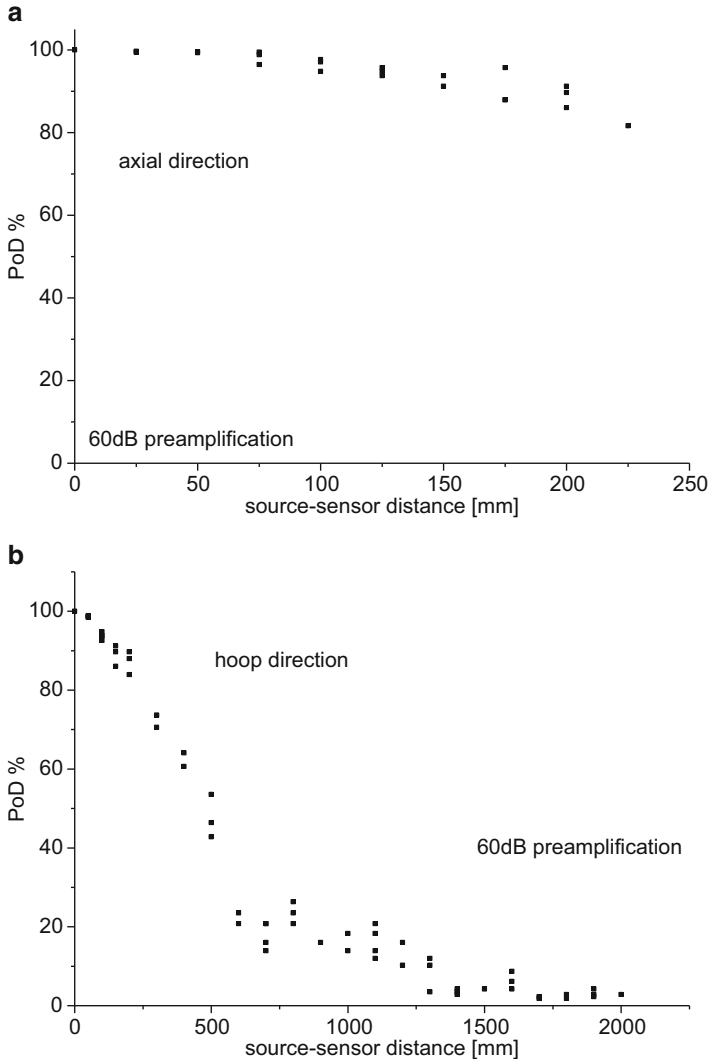 a
100
80
60
40
20
0
PoD %
axial direction
60dB preamplification
0 50 100 150 200 250
source-sensor distance [mm]
b
100
80
60
40
20
0
PoD %
hoop direction
60dB preamplification
0 500 1000 1500 2000
source-sensor distance [mm]